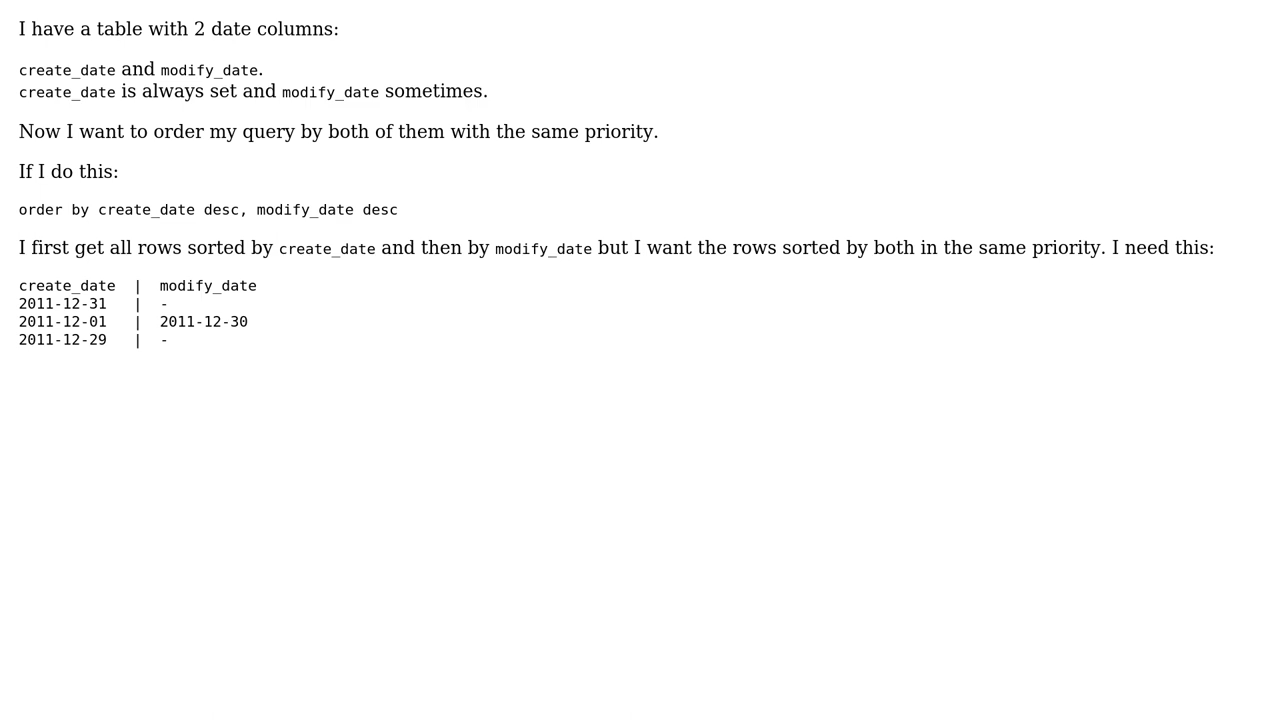 I have a table with 2 date columns:
create_date and modify_date.
create_date is always set and modify_date sometimes.
Now I want to order my query by both of them with the same priority.
If I do this:
order by create_date desc, modify_date desc
I first get all rows sorted by create_date and then by modify_date but I want the rows sorted by both in the same priority. I need this:
create_date  |  modify_date
2011-12-31   |  -
2011-12-01   |  2011-12-30
2011-12-29   |  -